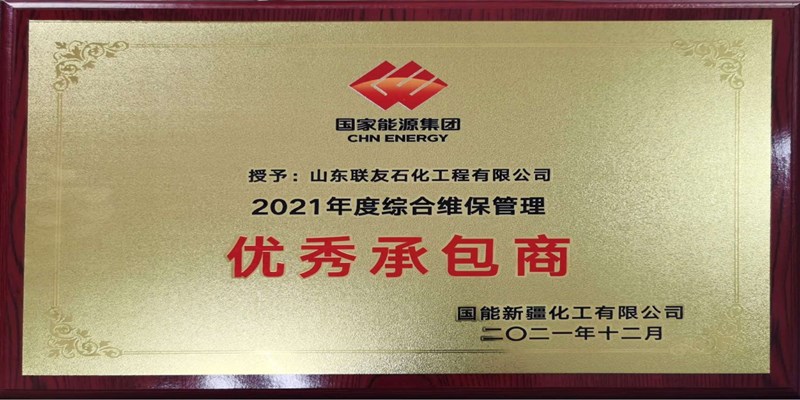 国家能源集团
CHN ENERGY
授予：山东联友石化工程有限公司
2021年度综合维保管理
优秀承包商
国能新疆化工有限公司
二〇二一年十二月